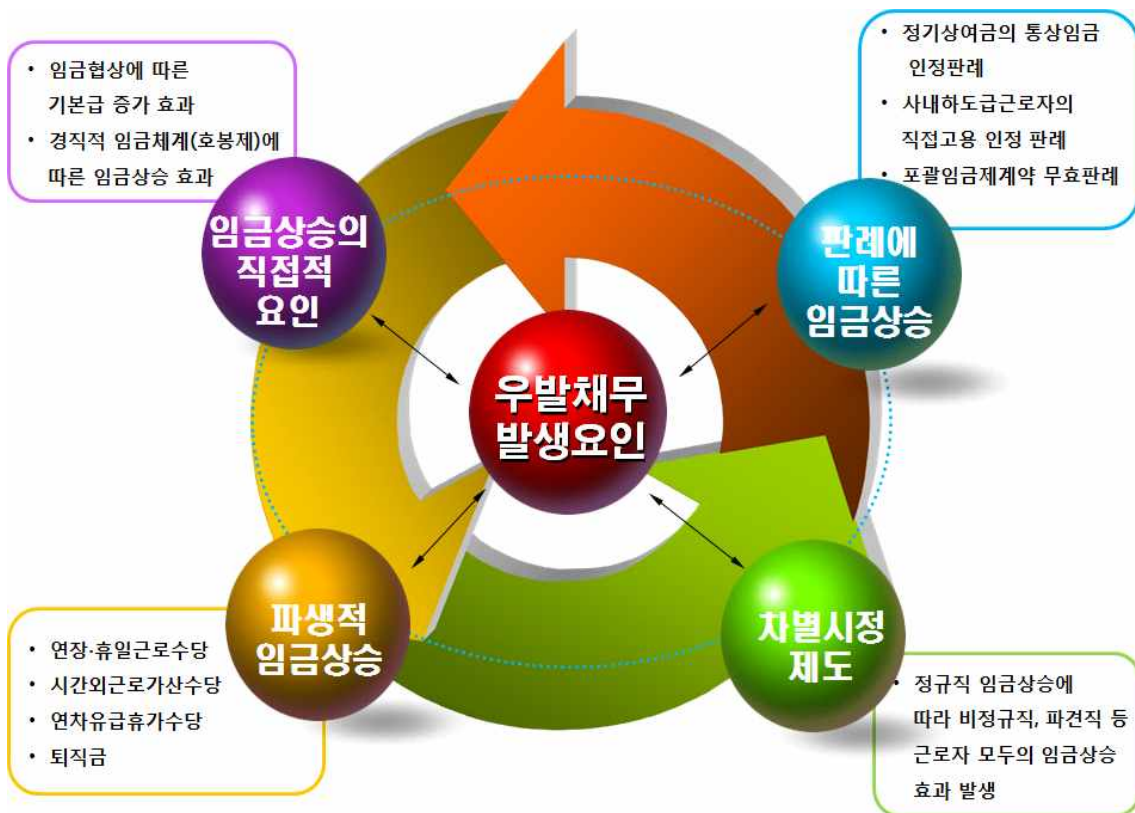 • 임금협상에 따른
기본급 증가 효과
• 경직적 임금체계(호봉제)에
따른 임금상승 효과
임금상승의
직접적
요인
• 정기상여금의 통상임금
인정판례
• 사내하도급근로자의
직접고용 인정 판례
• 포괄임금제계약 무효판례
판례에
따른
임금상승
우발채무
발생요인
파생적
임금상승
• 연장·휴일근로수당
• 시간외근로가산수당
• 연차유급휴가수당
• 퇴직금
차별시정
제도
• 정규직 임금상승에
따라 비정규직, 파견직 등
근로자 모두의 임금상승
효과 발생